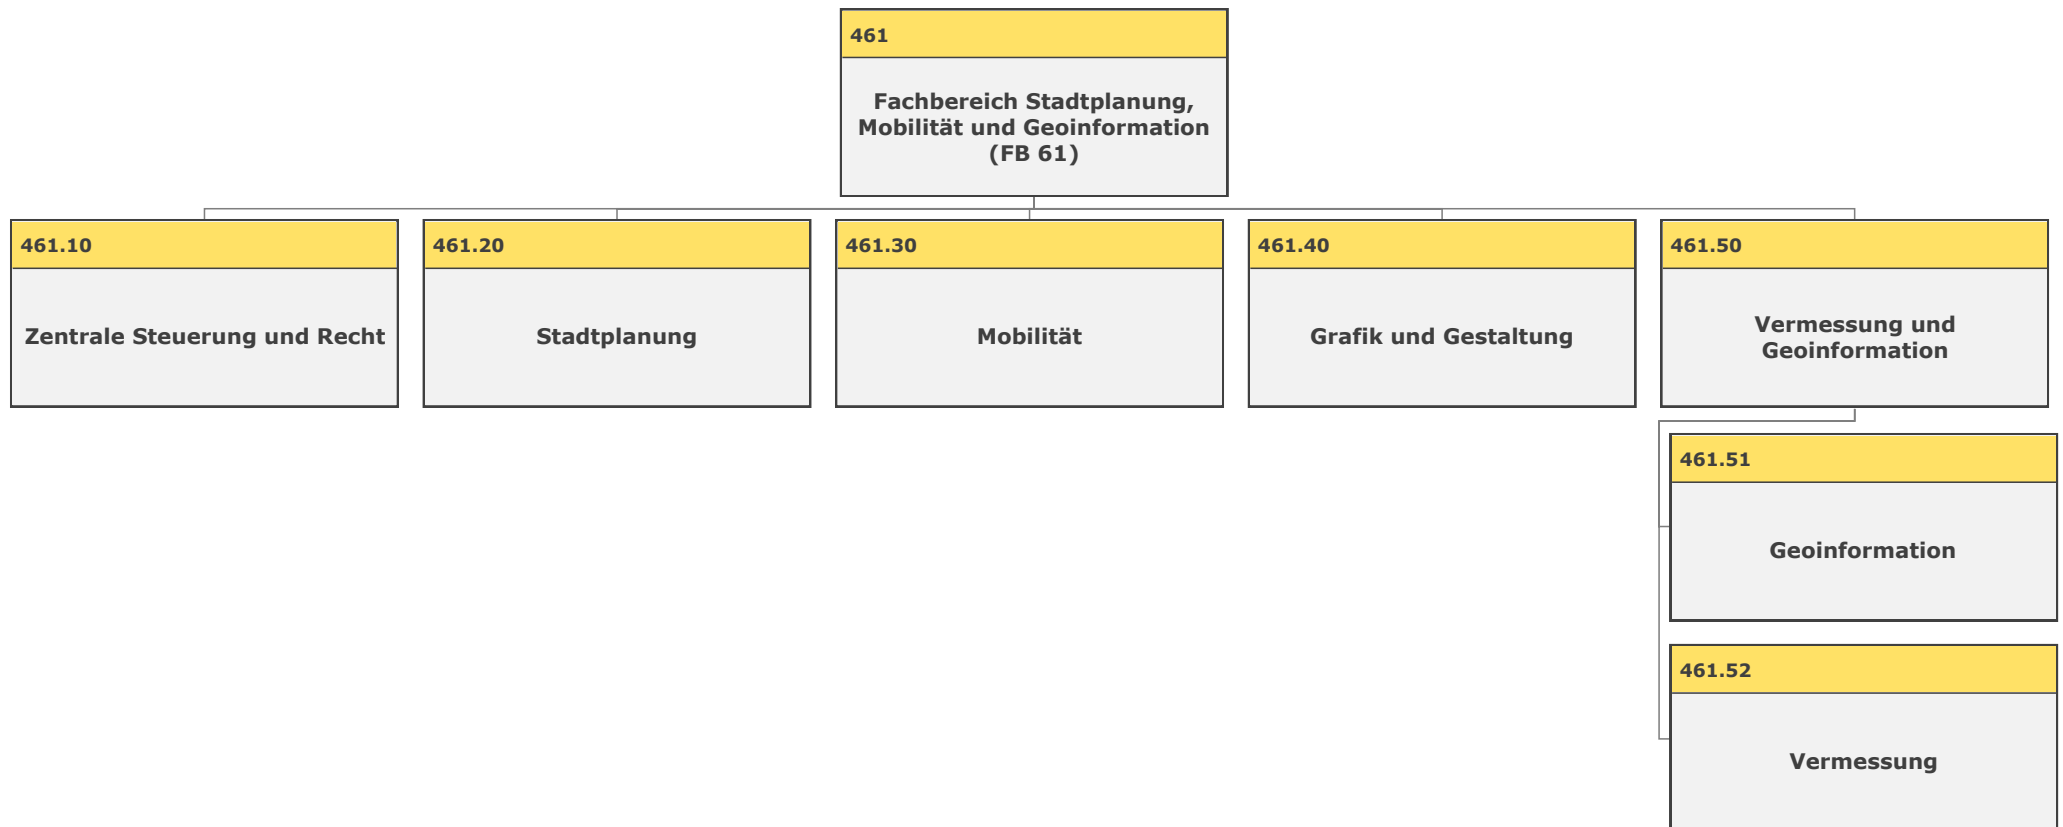 461
Fachbereich Stadtplanung,
Mobilität und Geoinformation
(FB 61)
461.10
Zentrale Steuerung und Recht
461.20
Stadtplanung
461.30
Mobilität
461.40
Grafik und Gestaltung
461.50
Vermessung und
Geoinformation
461.51
Geoinformation
461.52
Vermessung